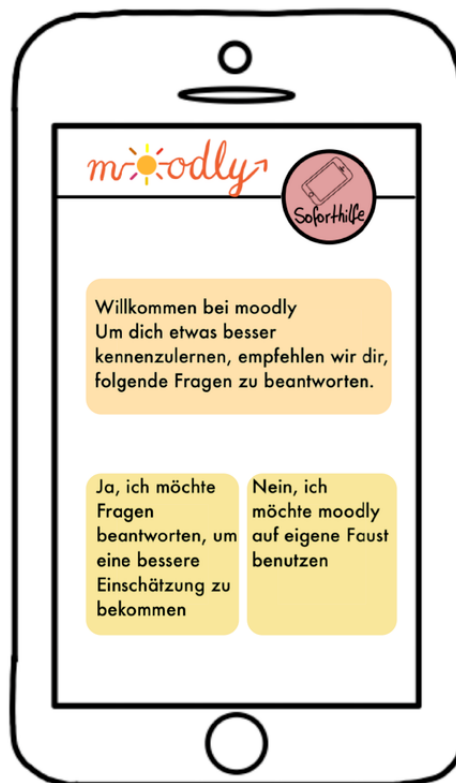 moodly
Soforthilfe
Willkommen bei moodly
Um dich etwas besser
kennenzulernen, empfehlen wir dir,
folgende Fragen zu beantworten.
Ja, ich möchte
Fragen
beantworten, um
eine bessere
Einschätzung zu
bekommen
Nein, ich
möchte moodly
auf eigene Faust
benutzen